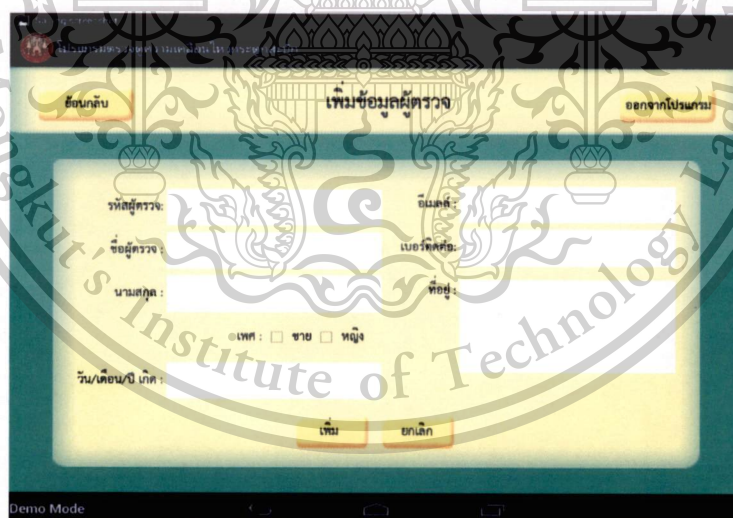 ย้อนกลับ เพิ่มข้อมูลผู้ตรวจ ออกจากโปรแกรม
รหัสผู้ตรวจ: อีเมลล์ :
ชื่อผู้ตรวจ : เบอร์ติดต่อ:
นามสกุล : ที่อยู่ :
เพศ : ชาย หญิง
วัน/เดือน/ปี เกิด :
เพิ่ม ยกเลิก
Demo Mode
Institute of Technology